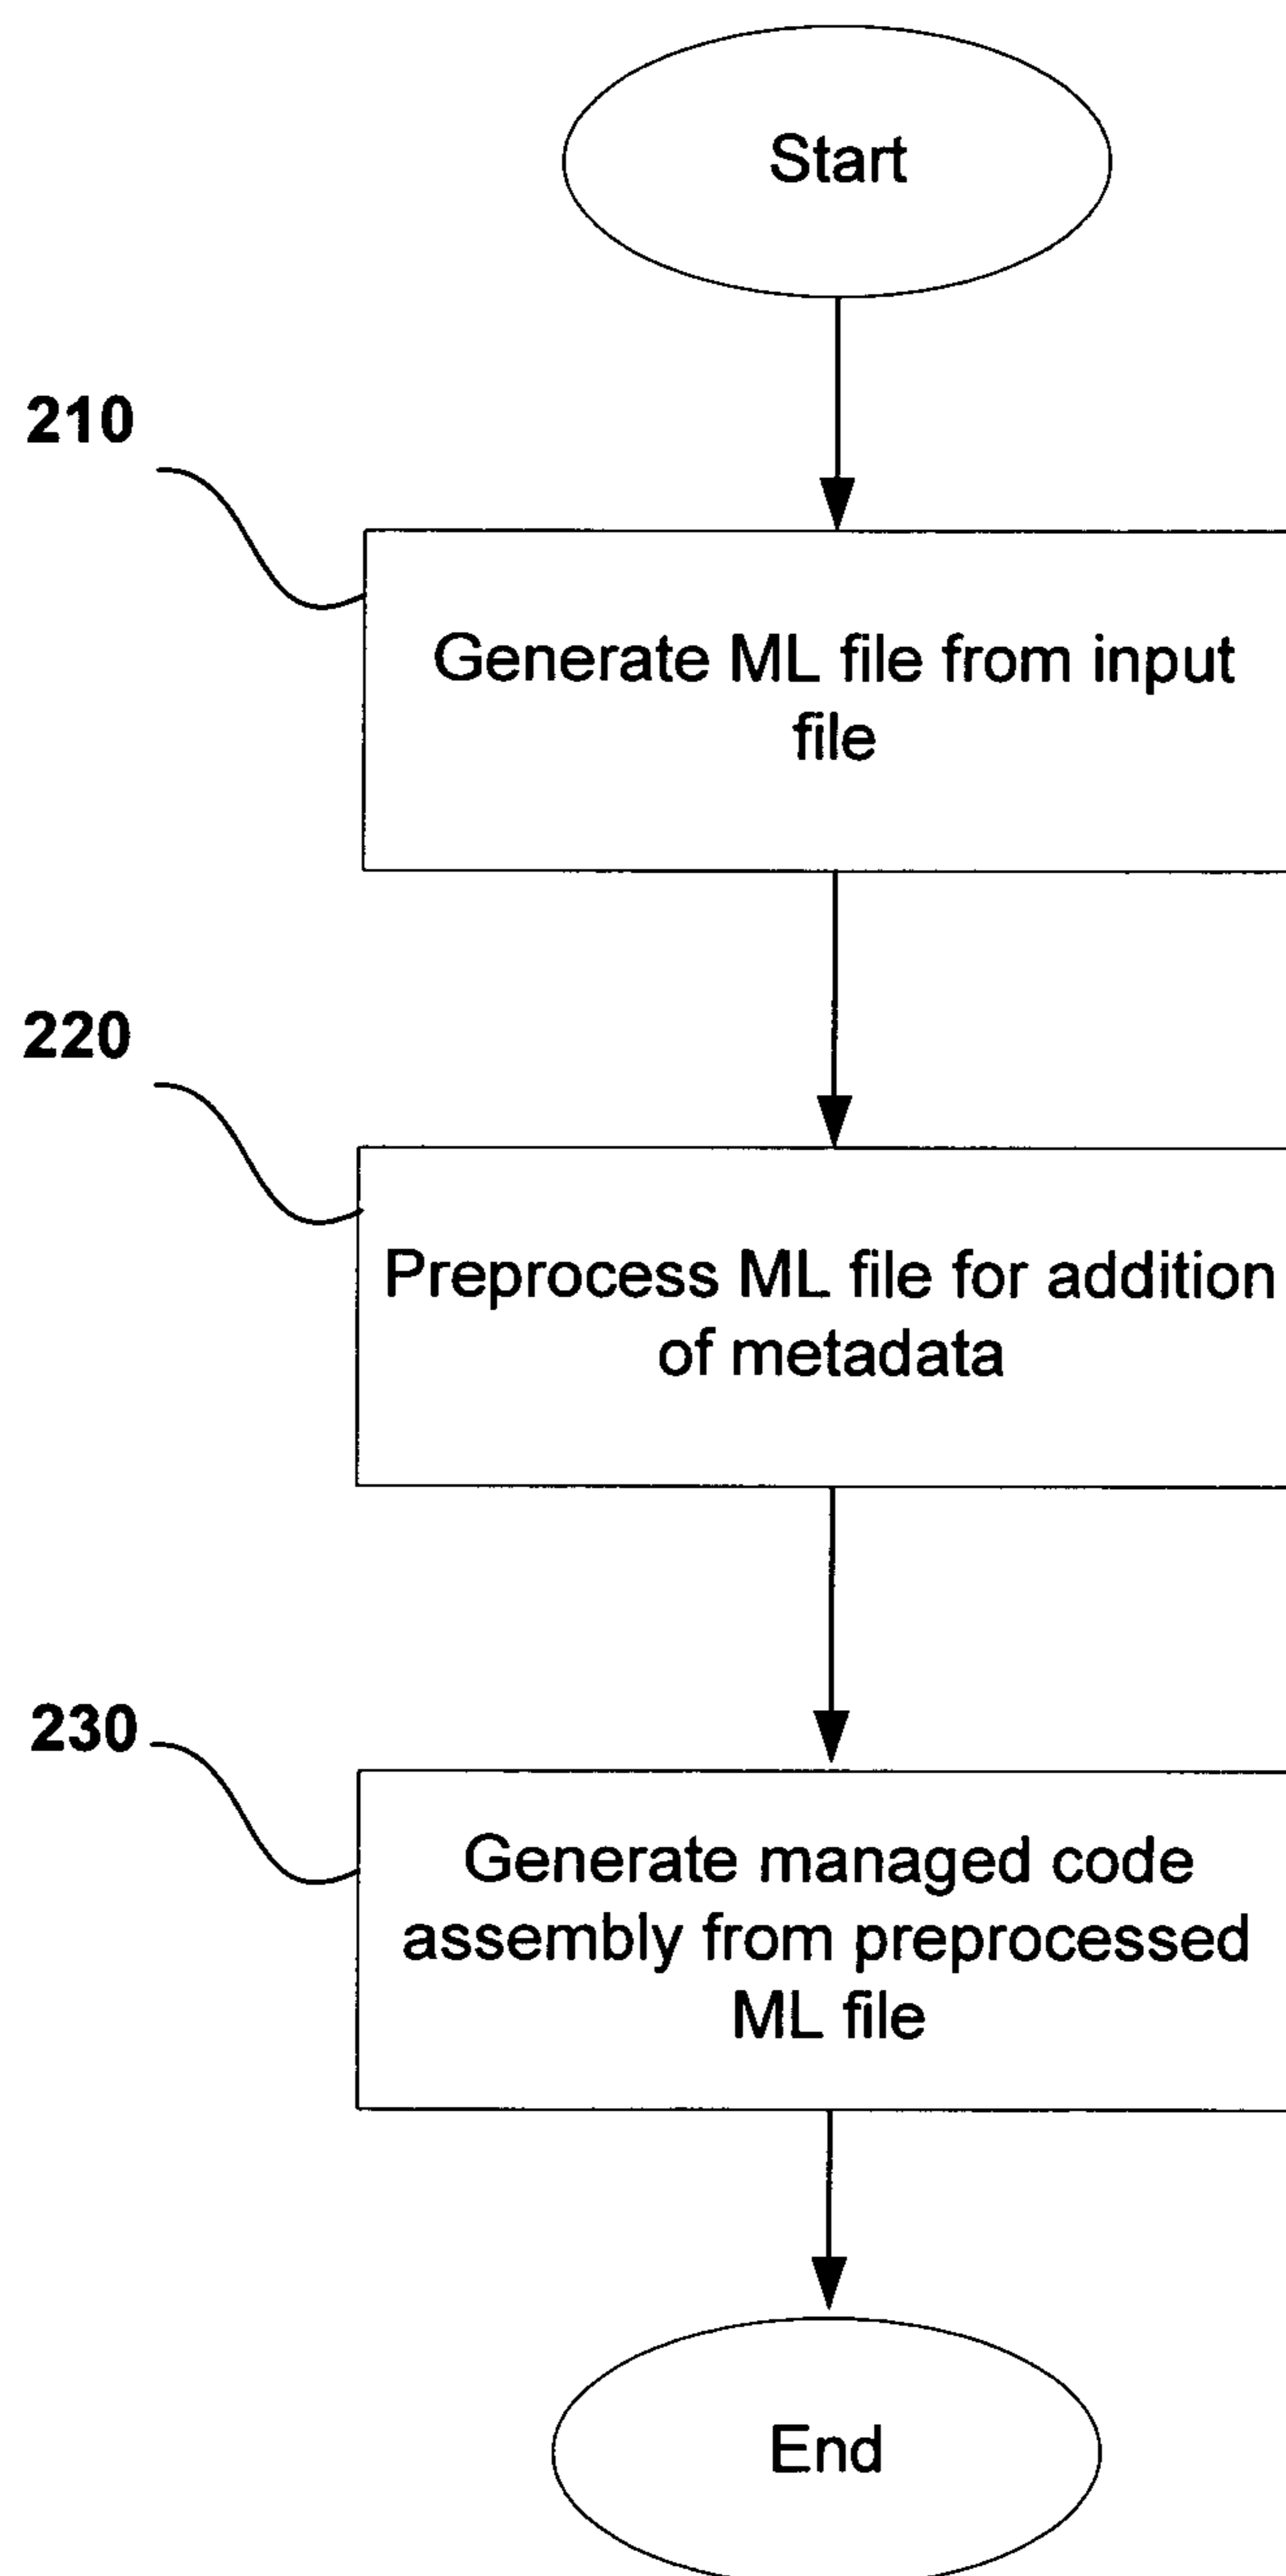 Start
210
Generate ML file from input
file
220
Preprocess ML file for addition
of metadata
230
Generate managed code
assembly from preprocessed
ML file
End